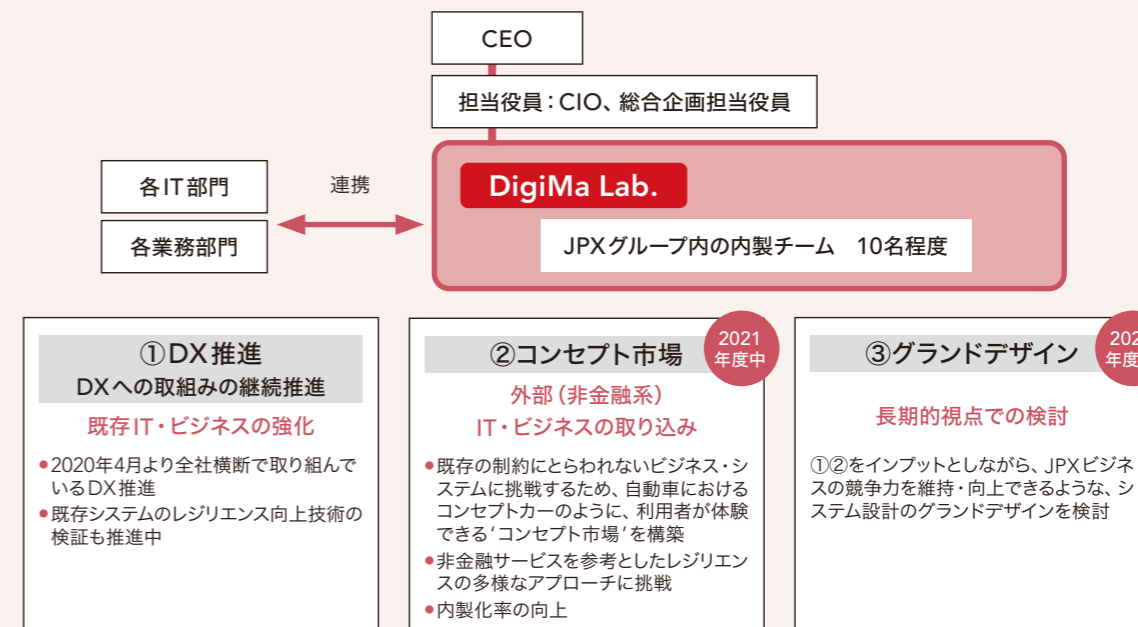 CEO
担当役員：CIO、総合企画担当役員
各IT部門
連携
各業務部門
DigiMa Lab.
JPXグループ内の内製チーム　10名程度
①DX推進
DXへの取組みの継続推進
既存IT・ビジネスの強化
•2020年4月より全社横断で取り組んで
いるDX推進
•既存システムのレジリエンス向上技術の
検証も推進中
②コンセプト市場
2021
年度中
外部（非金融系）
IT・ビジネスの取り込み
•既存の制約にとらわれないビジネス・シ
ステムに挑戦するため、自動車における
コンセプトカーのように、利用者が体験
できる‘コンセプト市場’を構築
•非金融サービスを参考としたレジリエン
スの多様なアプローチに挑戦
•内製化率の向上
③グランドデザイン
年度
長期的視点での検討
①②をインプットとしながら、JPXビジネ
スの競争力を維持・向上できるような、シ
ステム設計のグランドデザインを検討